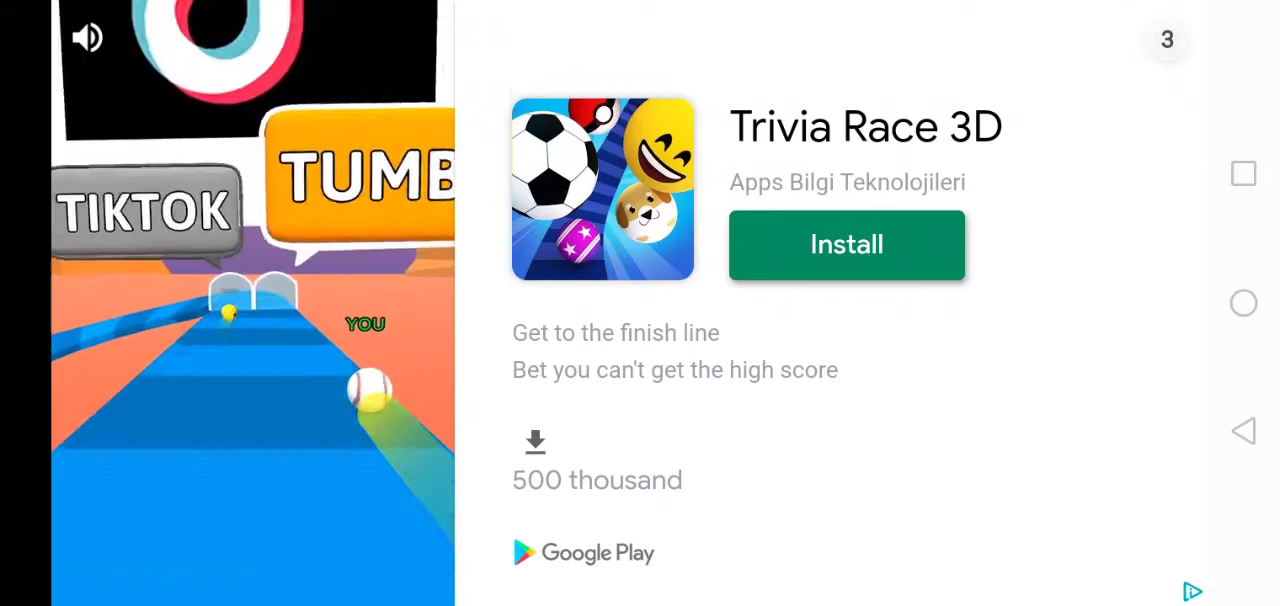 3
TIKTOK
TUMB
YOU
Trivia Race 3D
Apps Bilgi Teknolojileri
Install
Get to the finish line
Bet you can't get the high score
500 thousand
Google Play